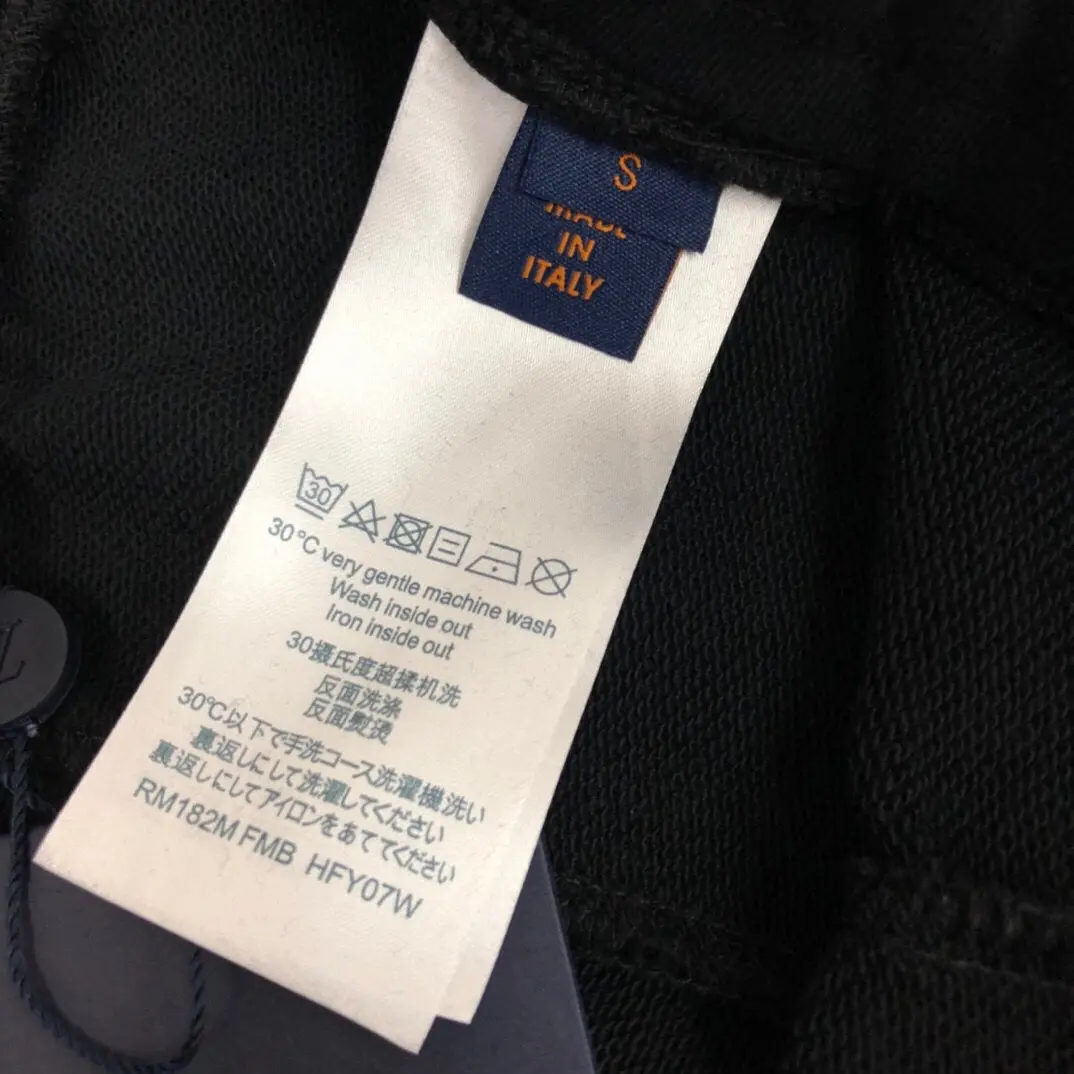 S
MADE
IN
ITALY
30
30°C very gentle machine wash
Wash inside out
Iron inside out
30摄氏度超揉机洗
反面洗涤
反面熨烫
30℃以下で手洗コース洗濯機洗い
裏返しにして洗濯してください
裏返しにしてアイロンをあててください
RM182M FMB HFY07W